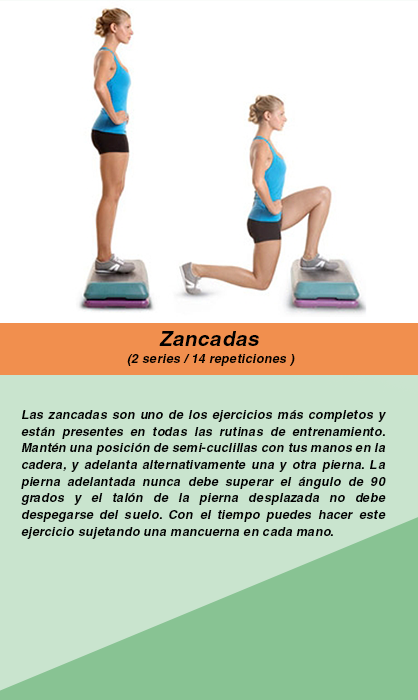 Zancadas
(2 series / 14 repeticiones )
Las zancadas son uno de los ejercicios más completos y
están presentes en todas las rutinas de entrenamiento.
Mantén una posición de semi-cuclillas con tus manos en la
cadera, y adelanta alternativamente una y otra pierna. La
pierna adelantada nunca debe superar el ángulo de 90
grados y el talón de la pierna desplazada no debe
despegarse del suelo. Con el tiempo puedes hacer este
ejercicio sujetando una mancuerna en cada mano.